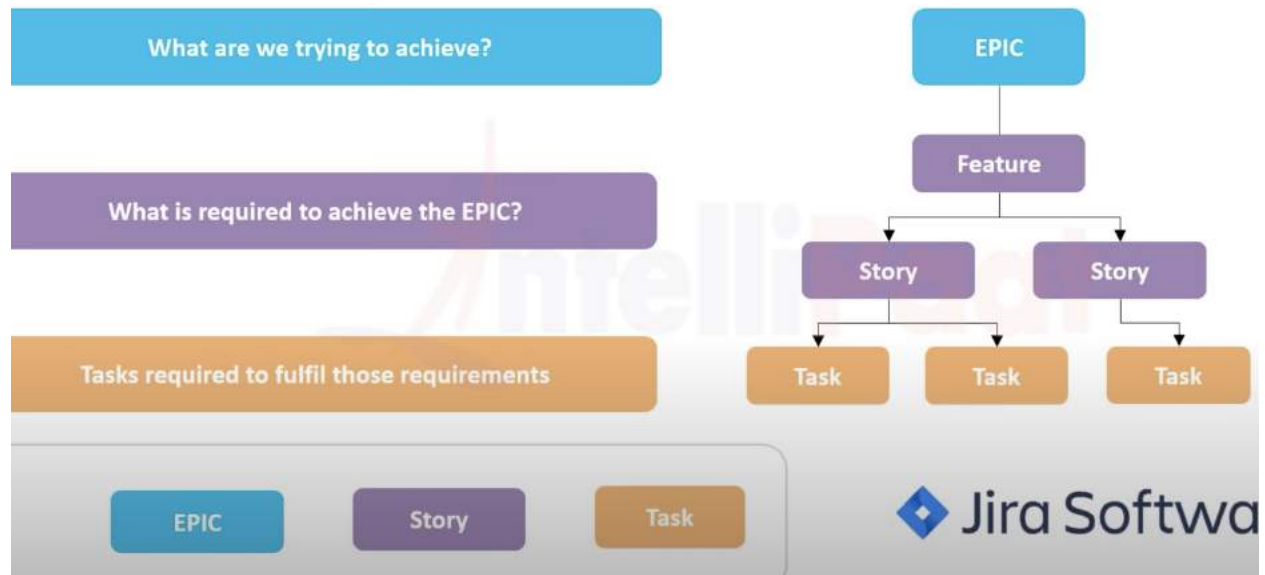 What are we trying to achieve?
EPIC
Feature
What is required to achieve the EPIC?
Story
Story
Tasks required to fulfil those requirements
Task
Task
Task
EPIC
Story
Task
Jira Softwa
IntelliPaat